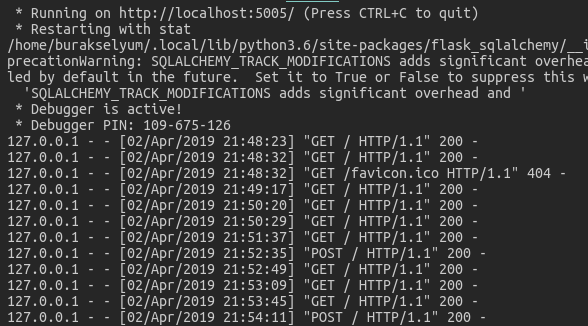 * Running on http://localhost:5005/ (Press CTRL+C to quit)
* Restarting with stat
/home/burakselyum/.local/lib/python3.6/site-packages/flask_sqlalchemy/__i
precationWarning: SQLALCHEMY_TRACK_MODIFICATIONS adds significant overhea
led by default in the future.  Set it to True or False to suppress this w
'SQLALCHEMY_TRACK_MODIFICATIONS adds significant overhead and '
* Debugger is active!
* Debugger PIN: 109-675-126
127.0.0.1 - - [02/Apr/2019 21:48:23] "GET / HTTP/1.1" 200 -
127.0.0.1 - - [02/Apr/2019 21:48:32] "GET / HTTP/1.1" 200 -
127.0.0.1 - - [02/Apr/2019 21:48:32] "GET /favicon.ico HTTP/1.1" 404 -
127.0.0.1 - - [02/Apr/2019 21:49:17] "GET / HTTP/1.1" 200 -
127.0.0.1 - - [02/Apr/2019 21:50:20] "GET / HTTP/1.1" 200 -
127.0.0.1 - - [02/Apr/2019 21:50:29] "GET / HTTP/1.1" 200 -
127.0.0.1 - - [02/Apr/2019 21:51:37] "GET / HTTP/1.1" 200 -
127.0.0.1 - - [02/Apr/2019 21:52:35] "POST / HTTP/1.1" 200 -
127.0.0.1 - - [02/Apr/2019 21:52:49] "GET / HTTP/1.1" 200 -
127.0.0.1 - - [02/Apr/2019 21:53:09] "GET / HTTP/1.1" 200 -
127.0.0.1 - - [02/Apr/2019 21:53:45] "GET / HTTP/1.1" 200 -
127.0.0.1 - - [02/Apr/2019 21:54:11] "POST / HTTP/1.1" 200 -